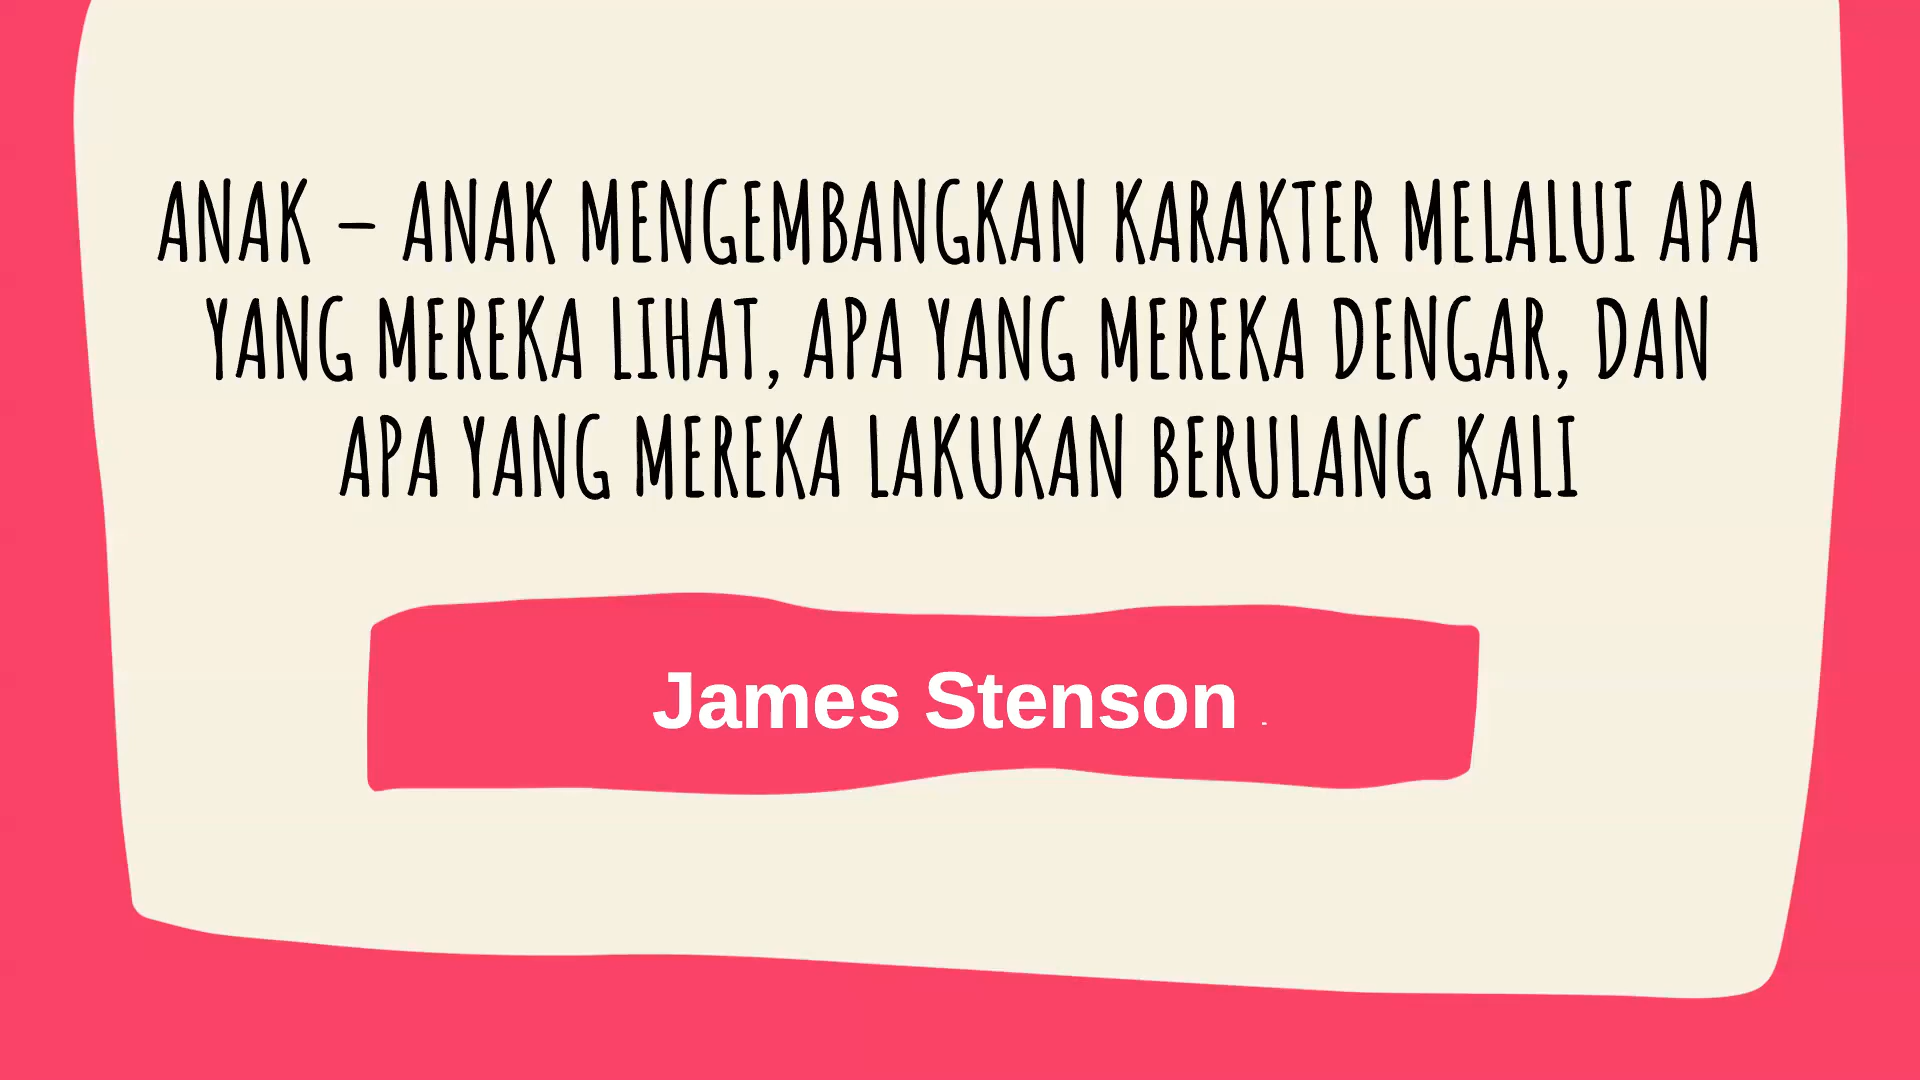 ANAK – ANAK MENGEMBANGKAN KARAKTER MELALUI APA
YANG MEREKA LIHAT, APA YANG MEREKA DENGAR, DAN
APA YANG MEREKA LAKUKAN BERULANG KALI
James Stenson .